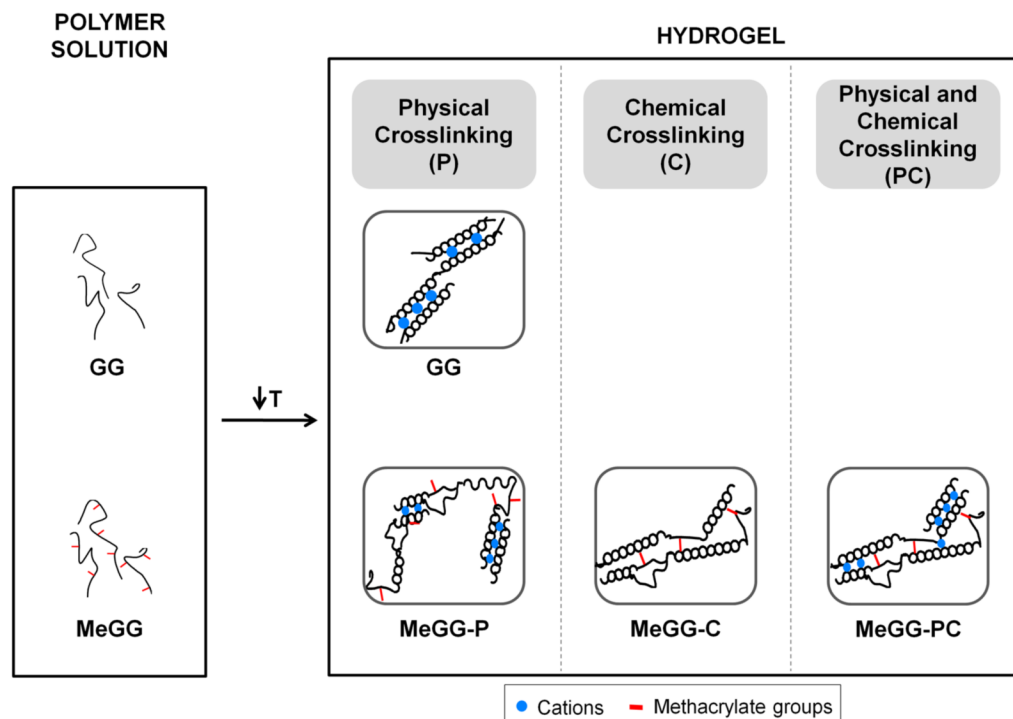 POLYMER
SOLUTION
HYDROGEL
Physical
Crosslinking
(P)
Chemical
Crosslinking
(C)
Physical and
Chemical
Crosslinking
(PC)
GG
MeGG
↓T
GG
MeGG-P
MeGG-C
MeGG-PC
Cations
Methacrylate groups